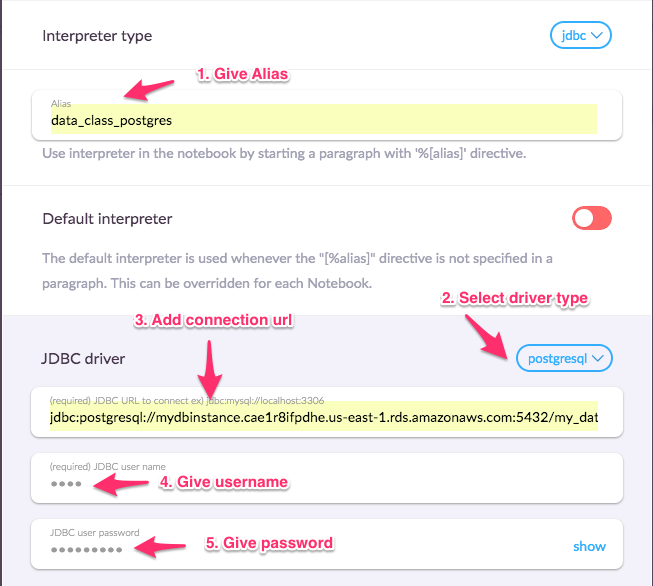 Interpreter type
jdbc
1. Give Alias
Alias
data_class_postgres
Use interpreter in the notebook by starting a paragraph with '%[alias]' directive.
Default interpreter
The default interpreter is used whenever the "[%alias]" directive is not specified in a
paragraph. This can be overridden for each Notebook.
2. Select driver type
3. Add connection url
JDBC driver
postgresql
(required) JDBC URL to connect ex) jdbc:mysql://localhost:3306
jdbc:postgresql://mydbinstance.cae1r8ifpdhe.us-east-1.rds.amazonaws.com:5432/my_dat
(required) JDBC user name
4. Give username
JDBC user password
5. Give password
show